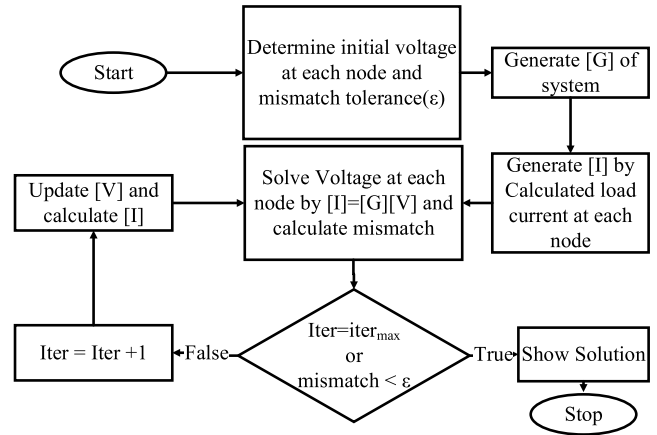 Start
Determine initial voltage
at each node and
mismatch tolerance(ε)
Generate [G] of
system
Generate [I] by
Calculated load
current at each
node
Solve Voltage at each
node by [I]=[G][V] and
calculate mismatch
Update [V] and
calculate [I]
Iter=iter_max
or
mismatch < ε
False
Iter = Iter +1
True
Show Solution
Stop